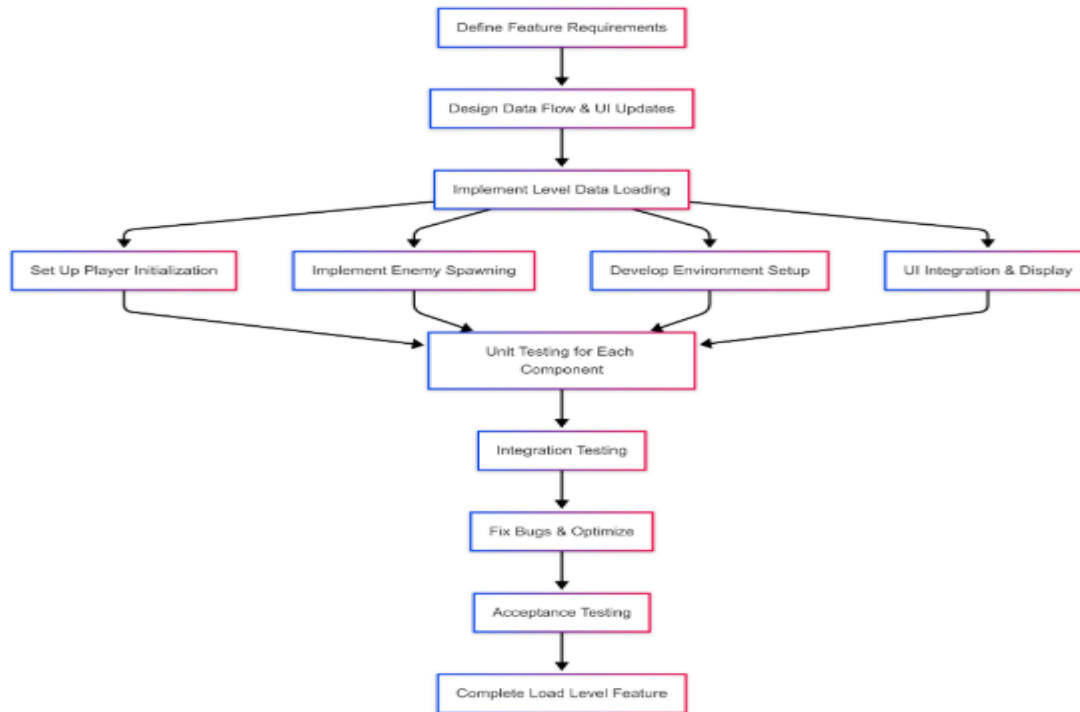 Define Feature Requirements
Design Data Flow & UI Updates
Implement Level Data Loading
Set Up Player Initialization
Implement Enemy Spawning
Develop Environment Setup
UI Integration & Display
Unit Testing for Each
Component
Integration Testing
Fix Bugs & Optimize
Acceptance Testing
Complete Load Level Feature